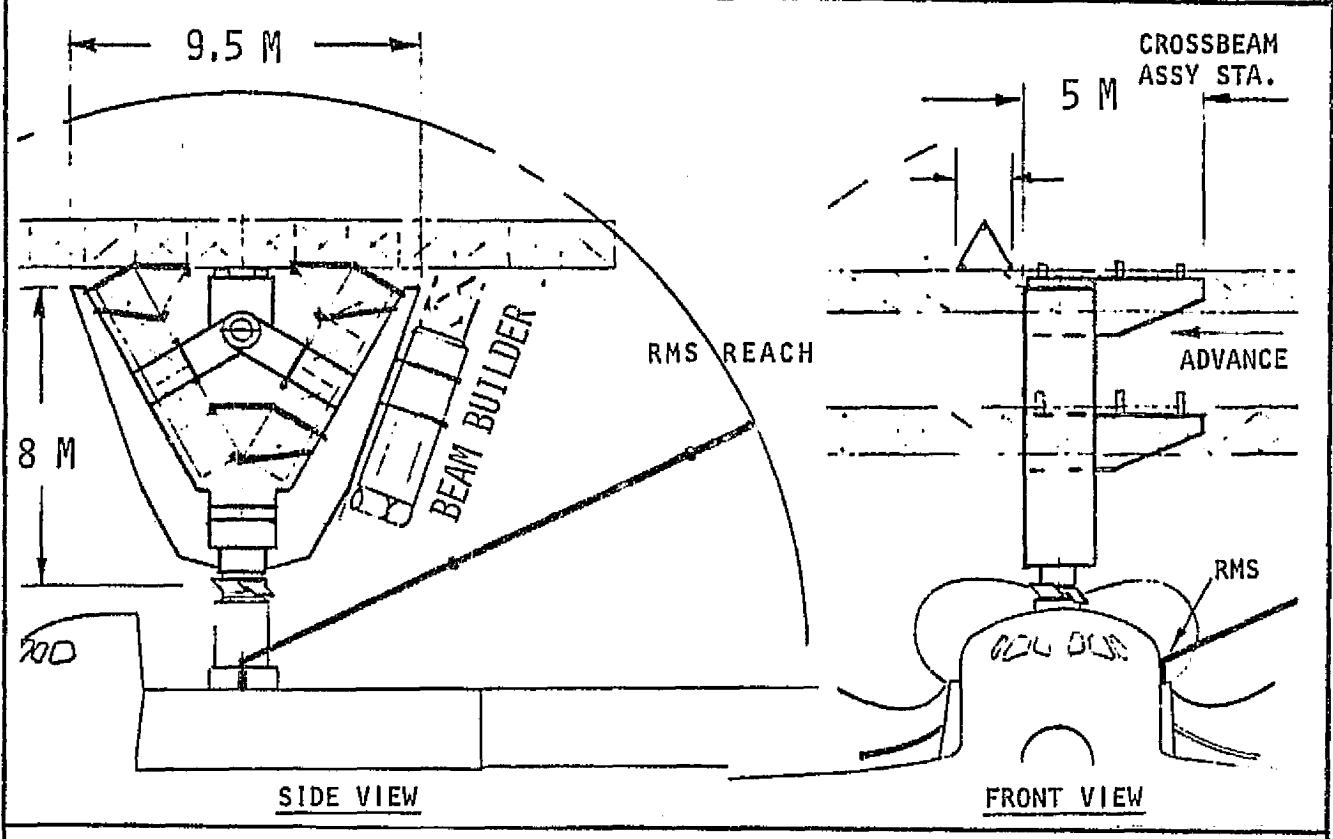 9.5 M
CROSSBEAM
ASSY STA.
5 M
RMS REACH
ADVANCE
8 M
BEAM BUILDER
RMS
SIDE VIEW
FRONT VIEW